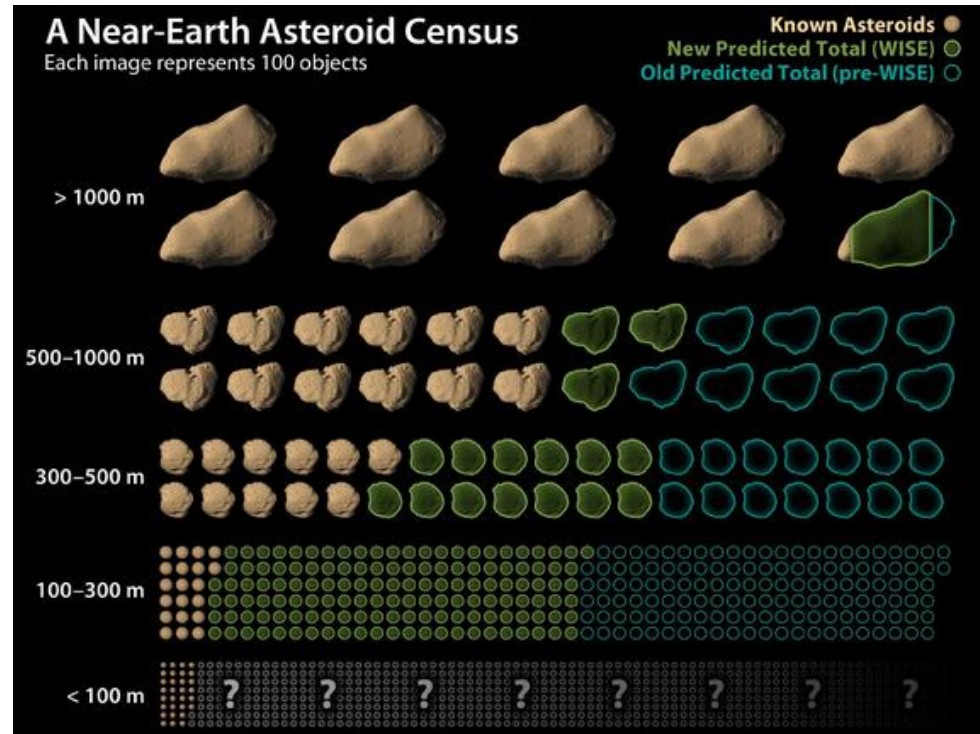 A Near-Earth Asteroid Census
Each image represents 100 objects
Known Asteroids
New Predicted Total (WISE)
Old Predicted Total (pre-WISE)
> 1000 m
500–1000 m
300–500 m
100–300 m
< 100 m
? ? ? ? ? ? ? ?